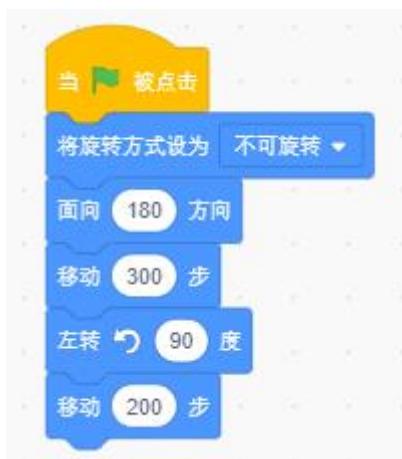 当 被点击
将旋转方式设为 不可旋转
面向 180 方向
移动 300 步
左转 90 度
移动 200 步